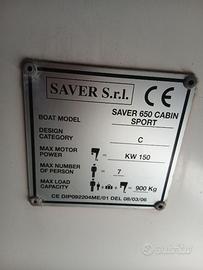 SAVER S.r.l. CE
BOAT MODEL SAVER 650 CABIN
SPORT
DESIGN
CATEGORY C
MAX MOTOR
POWER = KW 150
MAX NUMBER
OF PERSON = 7
MAX LOAD
CAPACITY = 900 Kg
CE DIP092204ME/01 DEL 08/03/06
subito